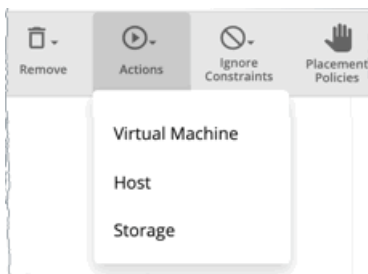 Remove
Actions
Ignore
Constraints
Placement
Policies
Virtual Machine
Host
Storage